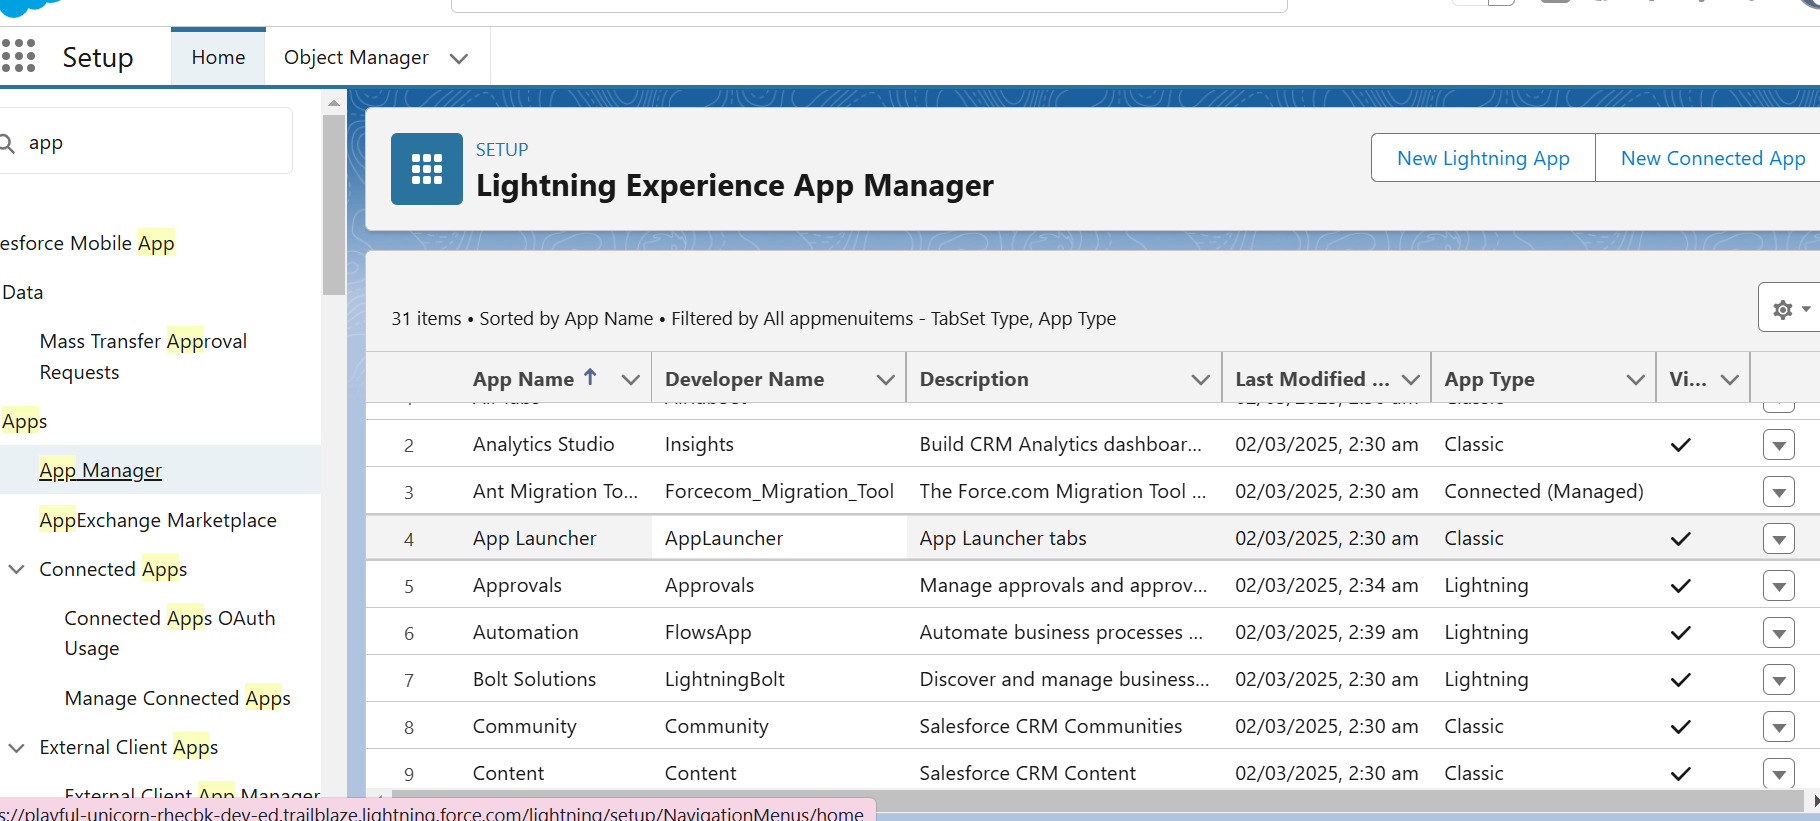 Setup
Home
Object Manager
app
esforce Mobile App
Data
Mass Transfer Approval
Requests
Apps
App Manager
AppExchange Marketplace
Connected Apps
Connected Apps OAuth
Usage
Manage Connected Apps
External Client Apps
External Client App Manager
s://playful-unicorn-rhecbk-dev-ed.trailblaze.lightning.force.com/lightning/setup/NavigationMenus/home
SETUP
Lightning Experience App Manager
New Lightning App
New Connected App
31 items • Sorted by App Name • Filtered by All appmenuitems - TabSet Type, App Type
App Name Developer Name Description Last Modified ... App Type Vi...
2 Analytics Studio Insights Build CRM Analytics dashboar... 02/03/2025, 2:30 am Classic
3 Ant Migration To... Forcecom_Migration_Tool The Force.com Migration Tool ... 02/03/2025, 2:30 am Connected (Managed)
4 App Launcher AppLauncher App Launcher tabs 02/03/2025, 2:30 am Classic
5 Approvals Approvals Manage approvals and approv... 02/03/2025, 2:34 am Lightning
6 Automation FlowsApp Automate business processes ... 02/03/2025, 2:39 am Lightning
7 Bolt Solutions LightningBolt Discover and manage business... 02/03/2025, 2:30 am Lightning
8 Community Community Salesforce CRM Communities 02/03/2025, 2:30 am Classic
9 Content Content Salesforce CRM Content 02/03/2025, 2:30 am Classic